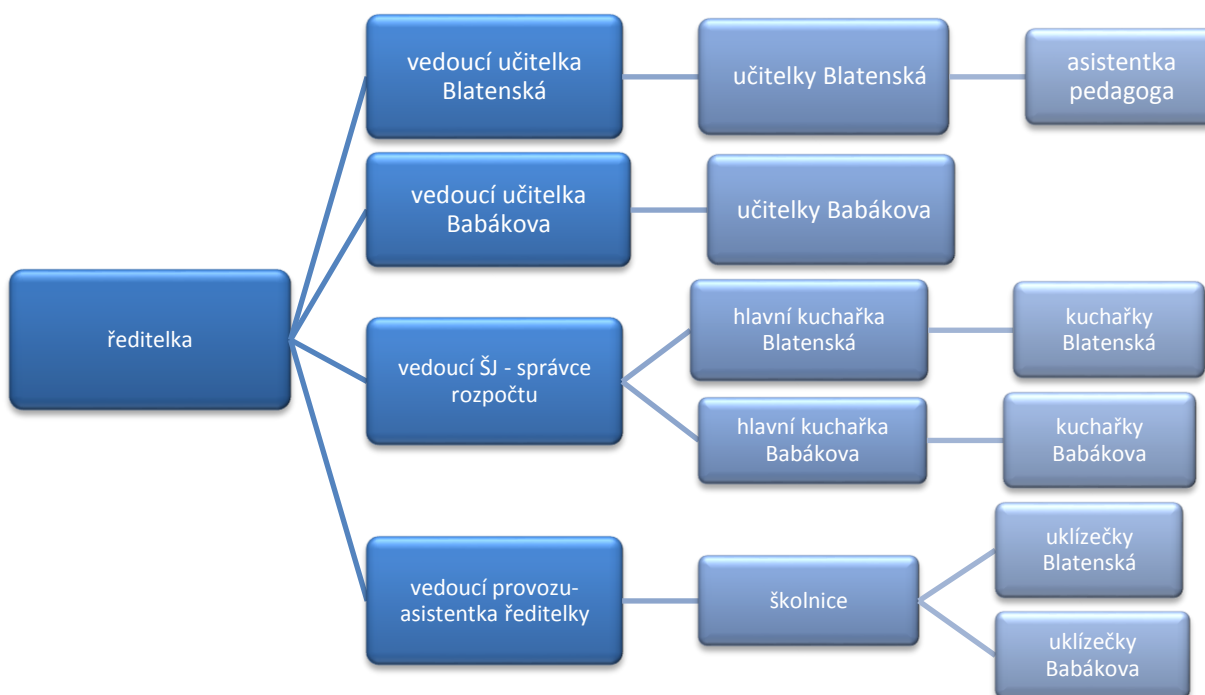 vedoucí učitelka
Blatenská
učitelky Blatenská
asistentka
pedagoga
vedoucí učitelka
Babákova
učitelky Babákova
ředitelka
vedoucí ŠJ - správce
rozpočtu
hlavní kuchařka
Blatenská
kuchařky
Blatenská
hlavní kuchařka
Babákova
kuchařky
Babákova
vedoucí provozu-
asistentka ředitelky
školnice
uklízečky
Blatenská
uklízečky
Babákova